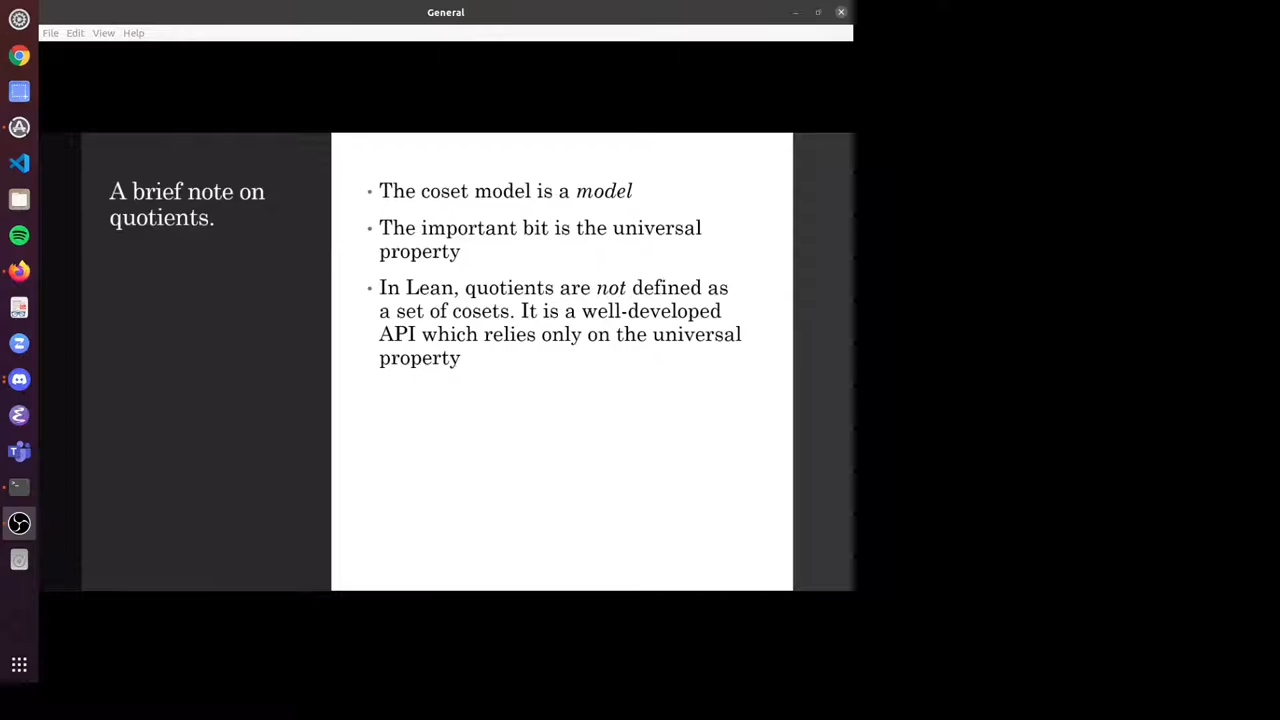 General
File Edit View Help
A brief note on
quotients.
• The coset model is a model
• The important bit is the universal
property
• In Lean, quotients are not defined as
a set of cosets. It is a well-developed
API which relies only on the universal
property